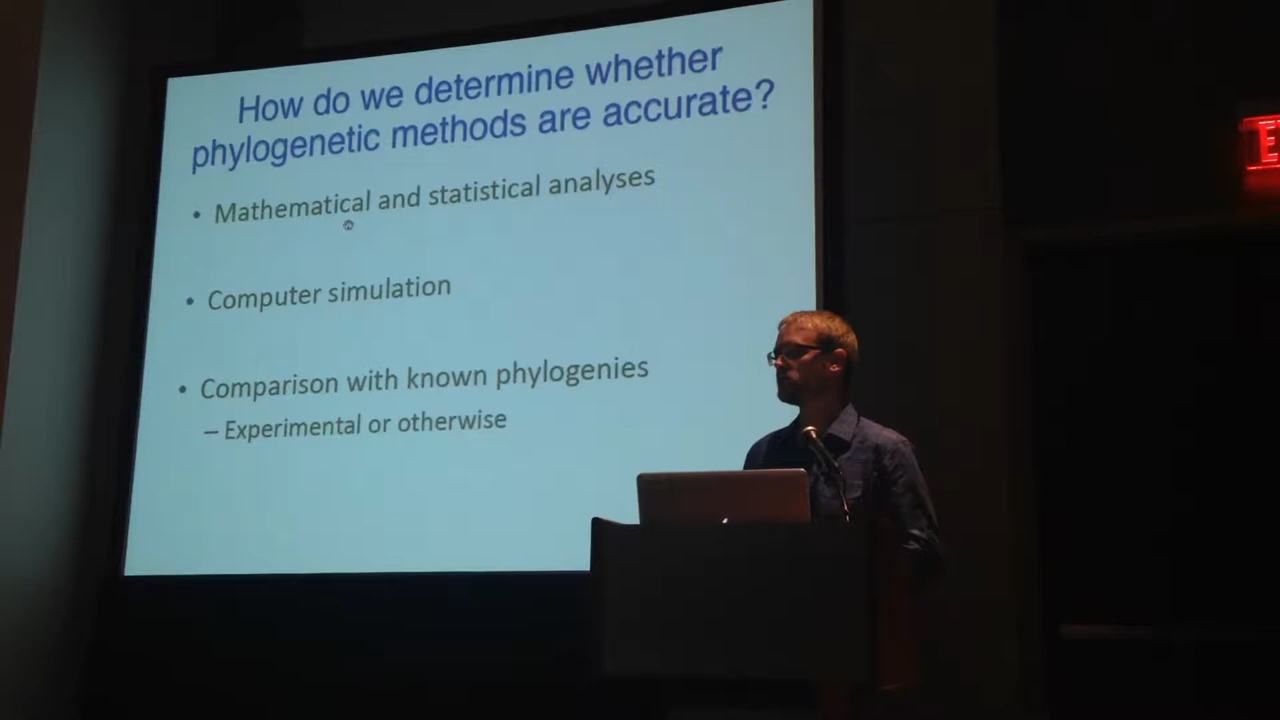 How do we determine whether
phylogenetic methods are accurate?
• Mathematical and statistical analyses
• Computer simulation
• Comparison with known phylogenies
– Experimental or otherwise